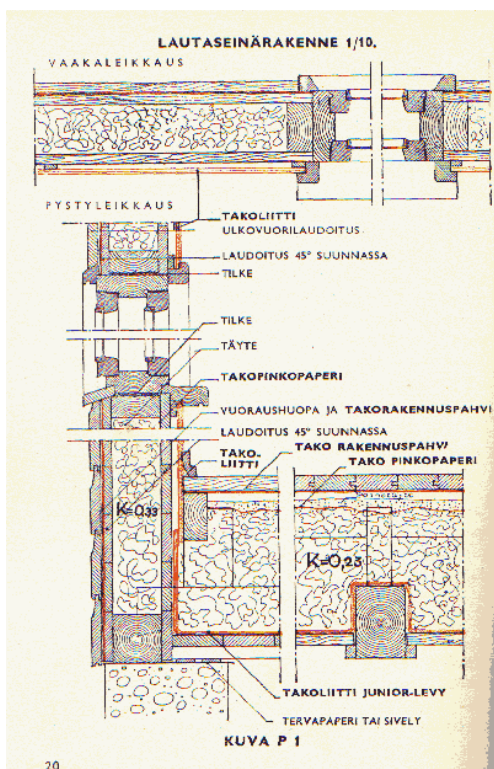 LAUTASEINÄRAKENNE 1/10.
VAAKALEIKKAUS
PYSTYLEIKKAUS
TAKOLIITTI
ULKOVUORILAUDOITUS
LAUDOITUS 45° SUUNNASSA
TILKE
TILKE
TÄYTE
TAKOPINKOPAPERI
VUORAUSHUOPA JA TAKORAKENNUSPAHVI
LAUDOITUS 45° SUUNNASSA
TAKO-
LIITTI
TAKO RAKENNUSPAHVI
TAKO PINKOPAPERI
K=0,33
K=0,23
TAKOLIITTI JUNIOR-LEVY
TERVAPAPERI TAI SIVELY
KUVA P 1
20